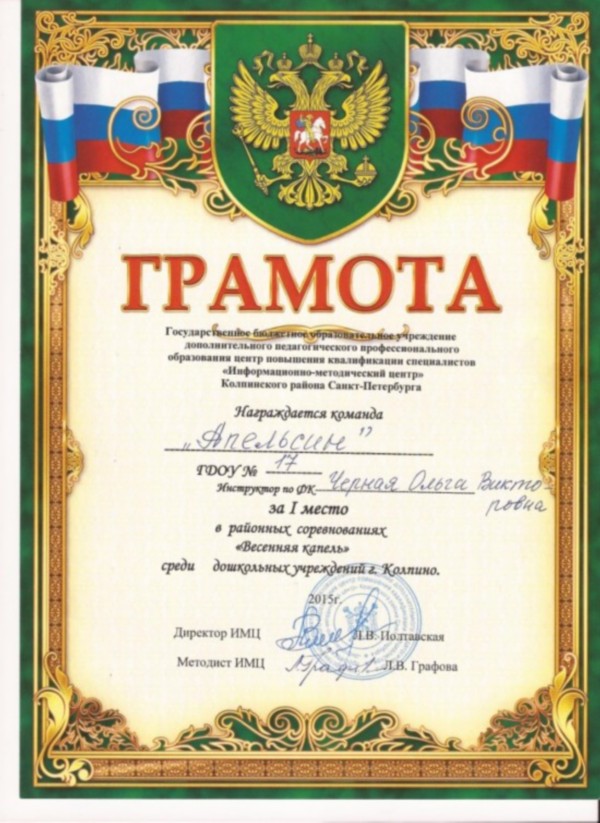 ГРАМОТА
Государственное бюджетное образовательное учреждение
дополнительного педагогического профессионального
образования центр повышения квалификации специалистов
«Информационно-методический центр»
Колпинского района Санкт-Петербурга
Награждается команда
„Апельсин"
ГДОУ № 17
Инструктор по ФК Черная Ольга Викто-
ровна
за I место
в районных соревнованиях
«Весенняя капель»
среди дошкольных учреждений г. Колпино.
2015г.
Директор ИМЦ Л.В. Полтавская
Методист ИМЦ Л.В. Графова